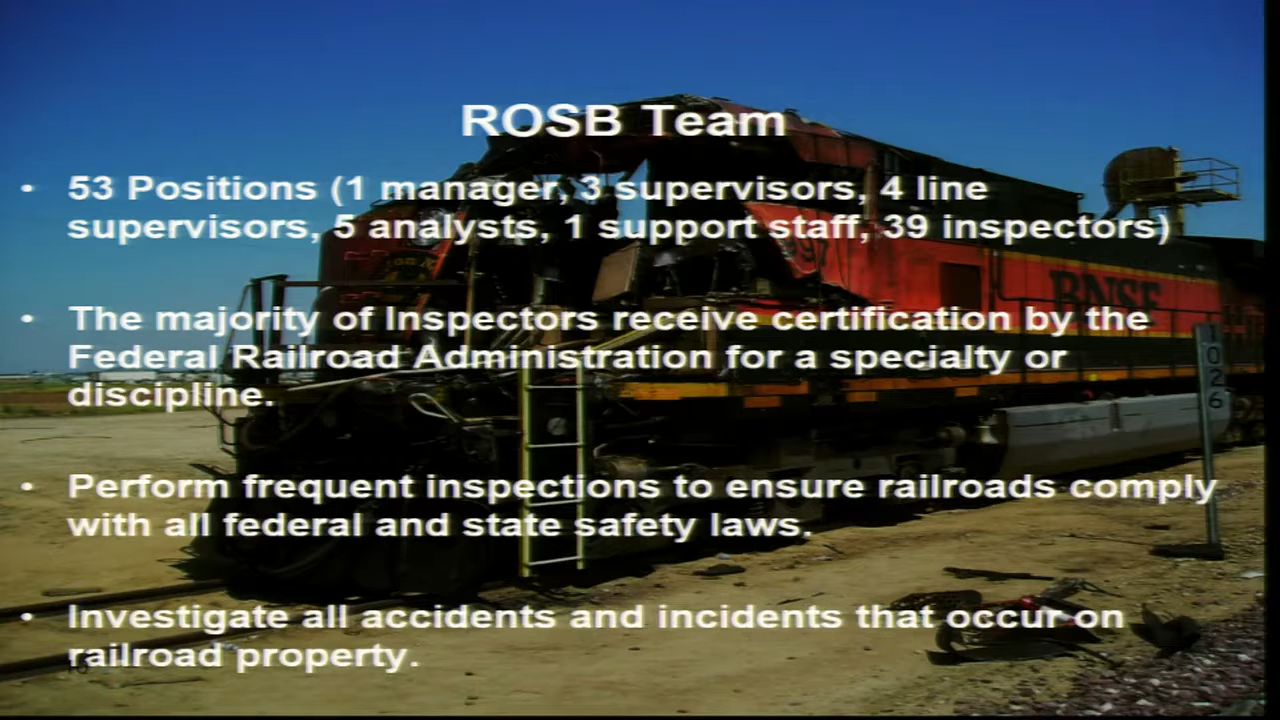 ROSB Team
• 53 Positions (1 manager, 3 supervisors, 4 line
supervisors, 5 analysts, 1 support staff, 39 inspectors)
• The majority of Inspectors receive certification by the
Federal Railroad Administration for a specialty or
discipline.
• Perform frequent inspections to ensure railroads comply
with all federal and state safety laws.
• Investigate all accidents and incidents that occur on
railroad property.
BNSF
1026